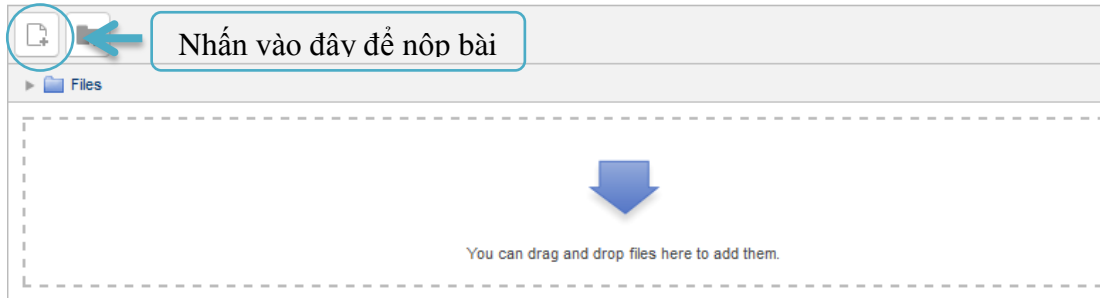 Nhấn vào đây để nộp bài
Files
You can drag and drop files here to add them.